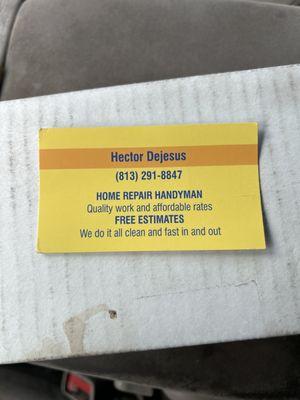 Hector Dejesus
(813) 291-8847
HOME REPAIR HANDYMAN
Quality work and affordable rates
FREE ESTIMATES
We do it all clean and fast in and out